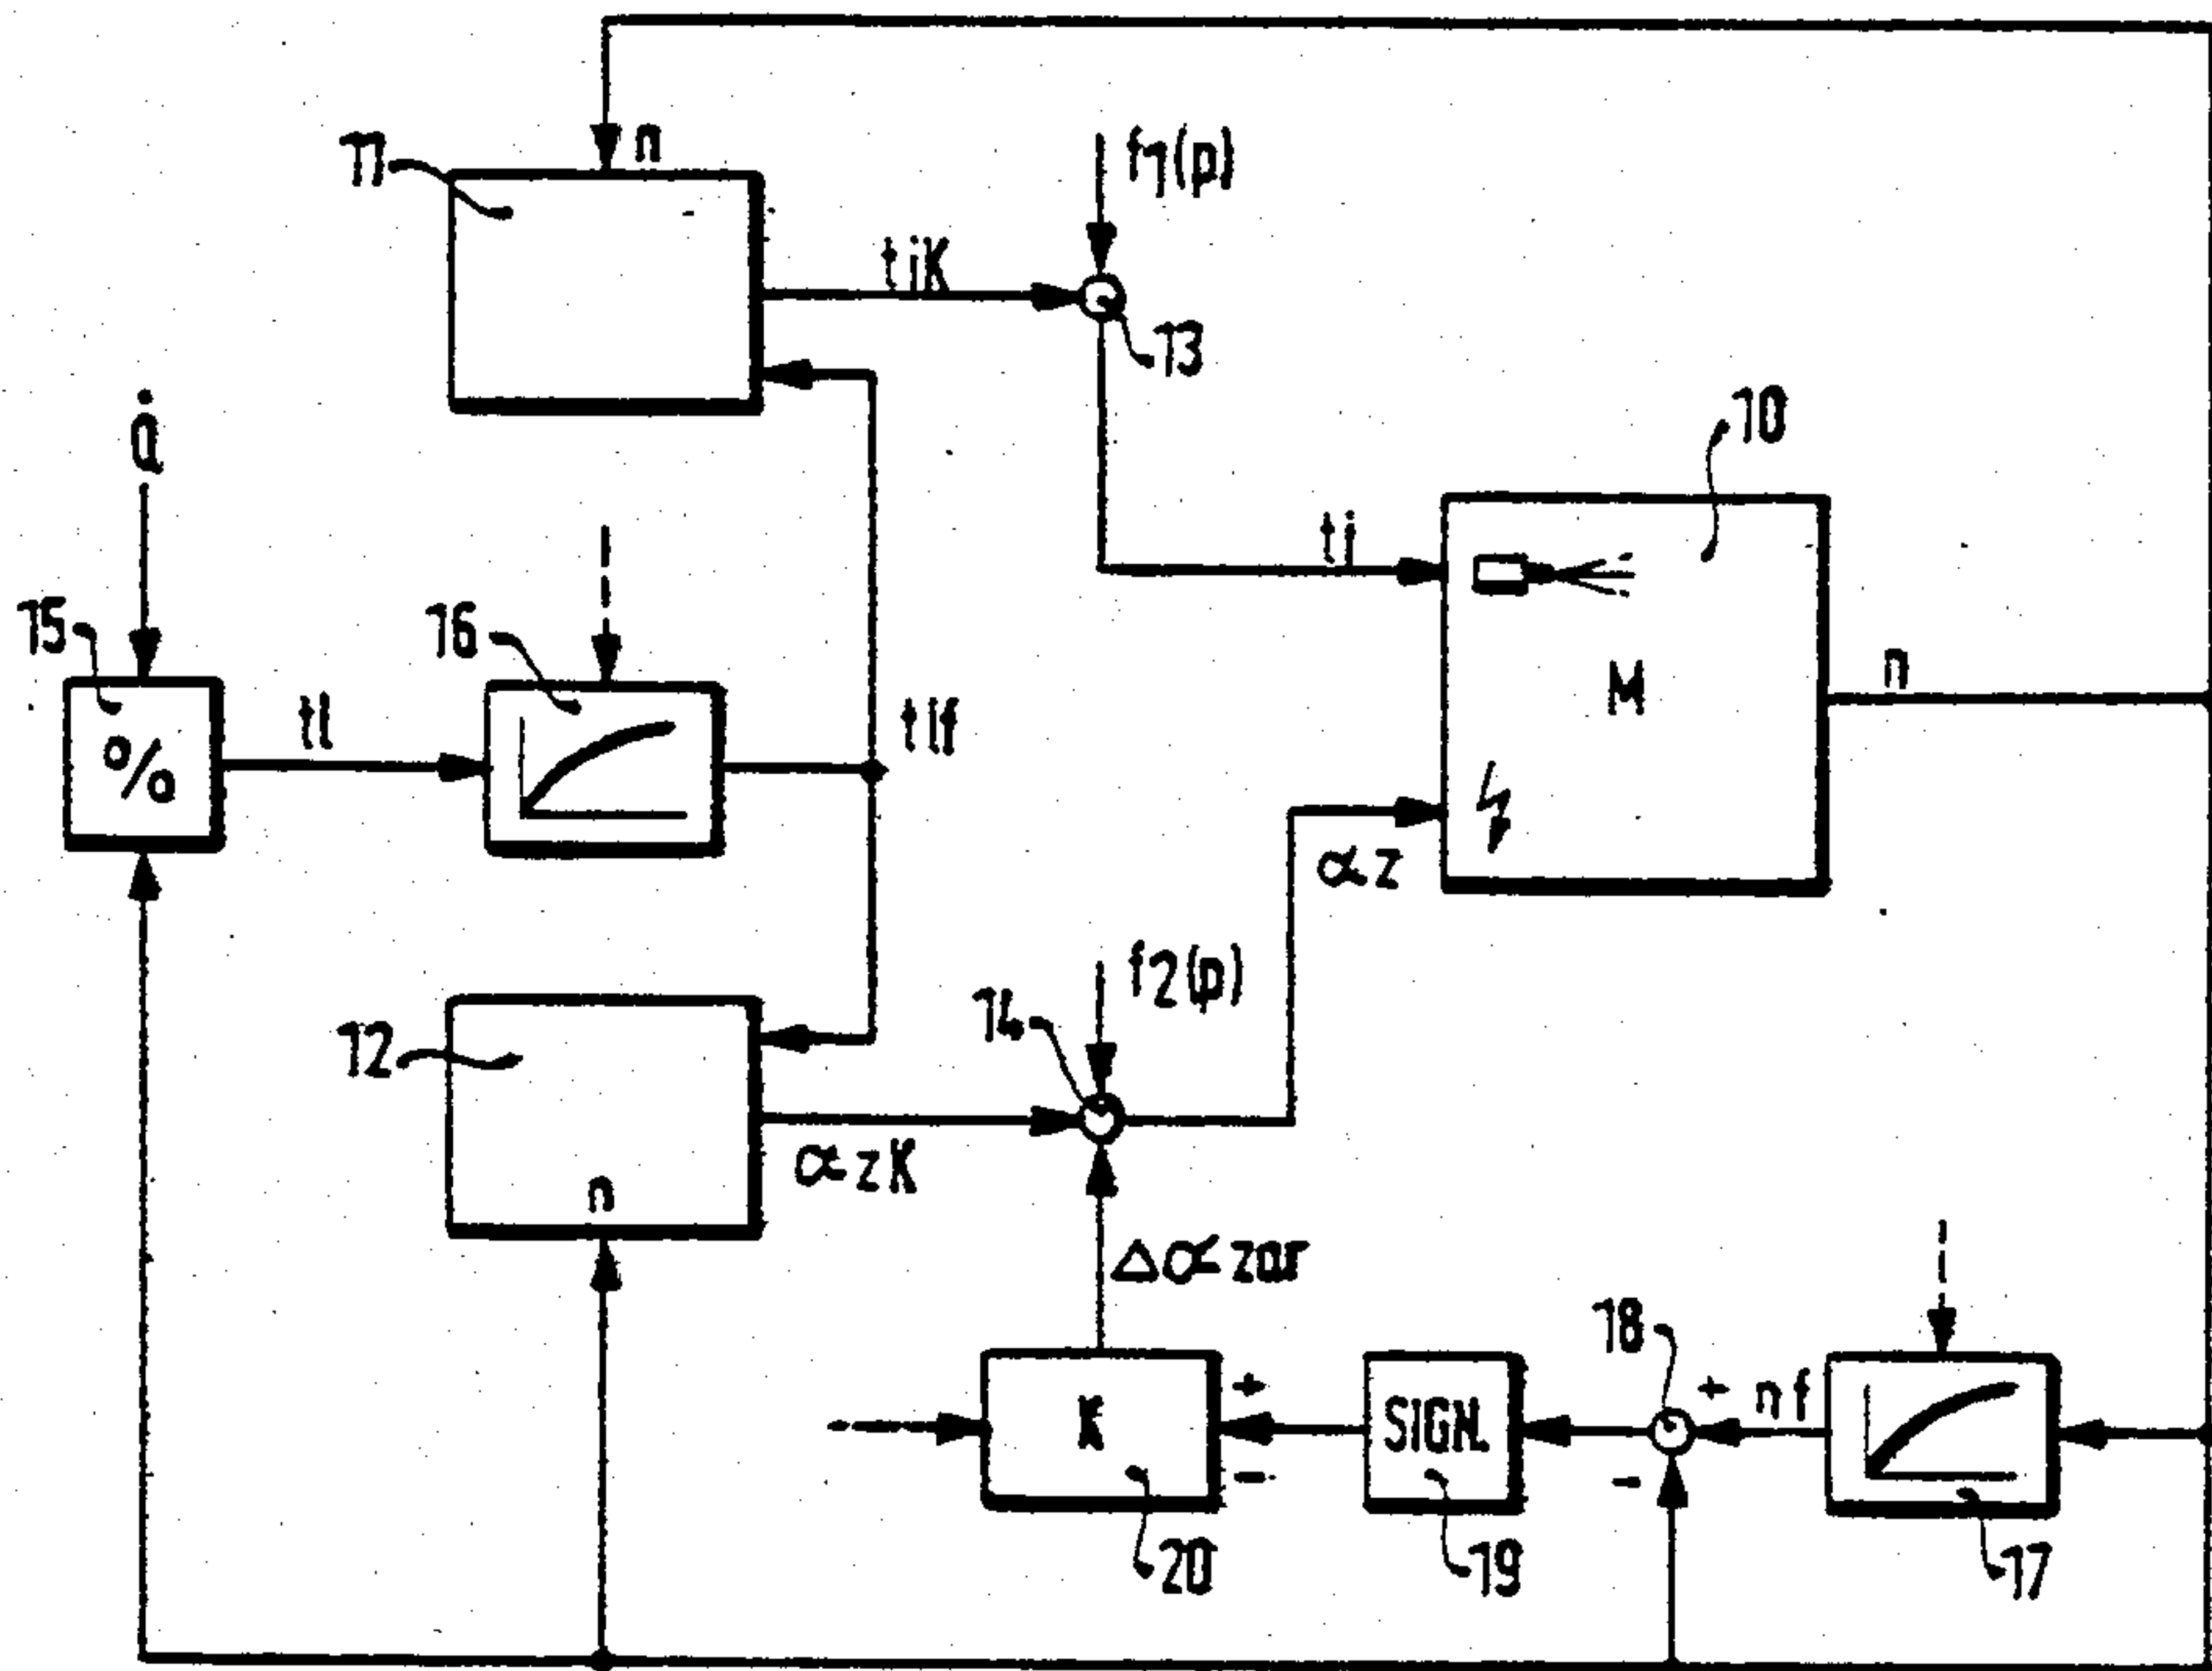 n
11
f1(p)
tiK
13
Q̇
10
ti
15
16
M
n
tl
tlf
%
αz
f2(p)
14
12
αzK
n
Δαzar
18
+
+
nf
K
SIGN.
-
-
20
19
17